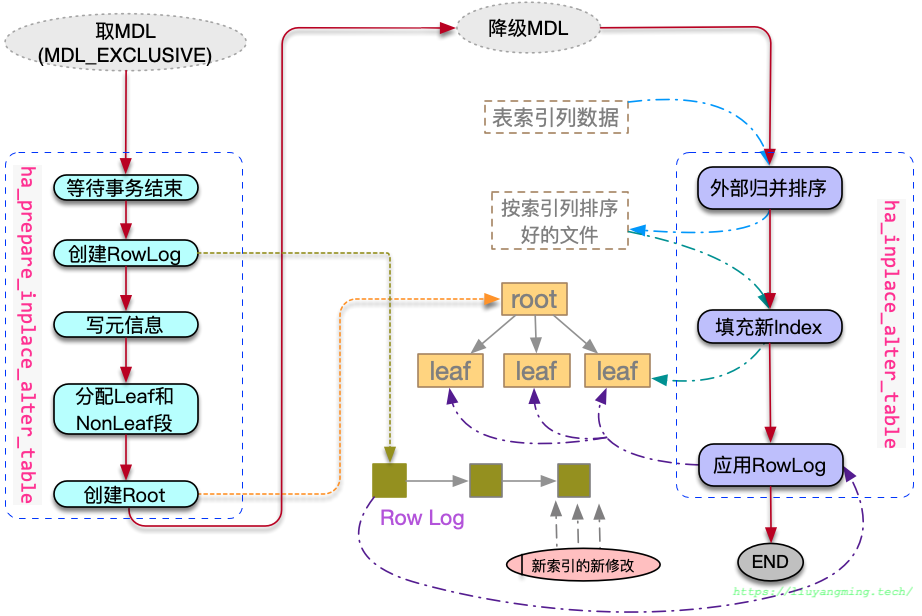 取MDL
(MDL_EXCLUSIVE)
降级MDL
表索引列数据
ha_prepare_inplace_alter_table
等待事务结束
外部归并排序
按索引列排序
好的文件
ha_inplace_alter_table
创建RowLog
root
写元信息
填充新Index
leaf
leaf
leaf
分配Leaf和
NonLeaf段
应用RowLog
创建Root
Row Log
新索引的新修改
END
https://liuyangming.tech/